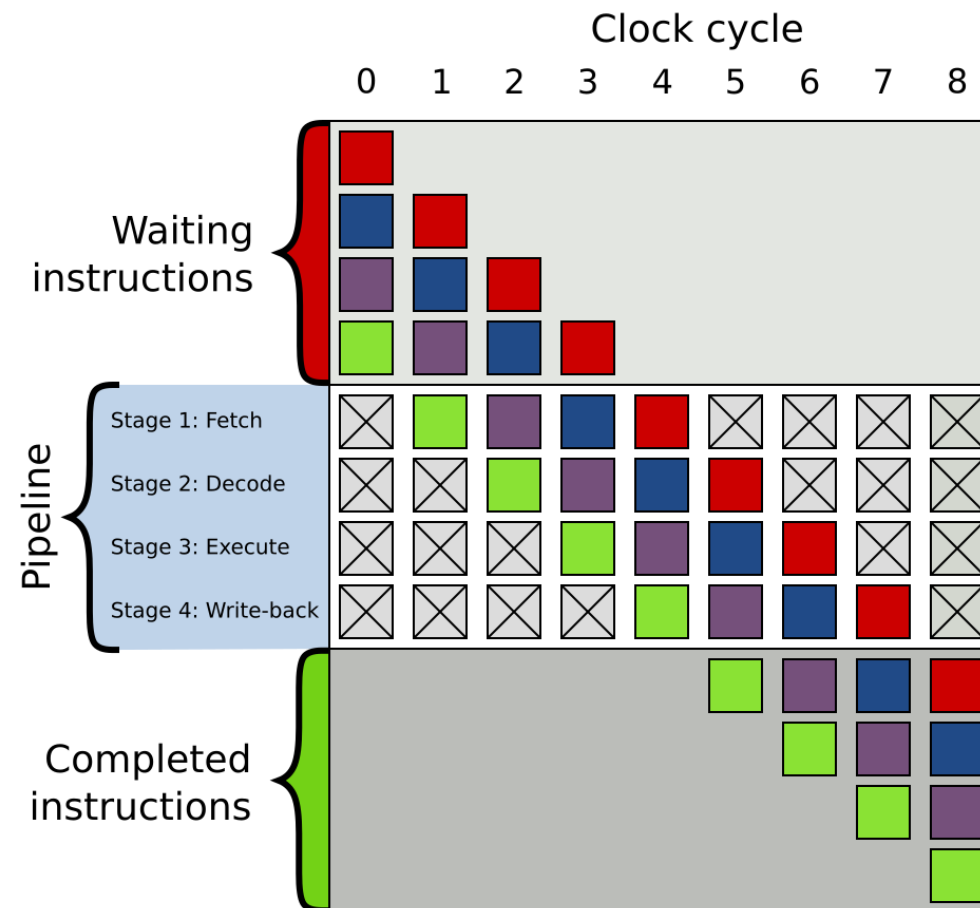 Clock cycle
0 1 2 3 4 5 6 7 8
Waiting
instructions
Pipeline
Stage 1: Fetch
Stage 2: Decode
Stage 3: Execute
Stage 4: Write-back
Completed
instructions